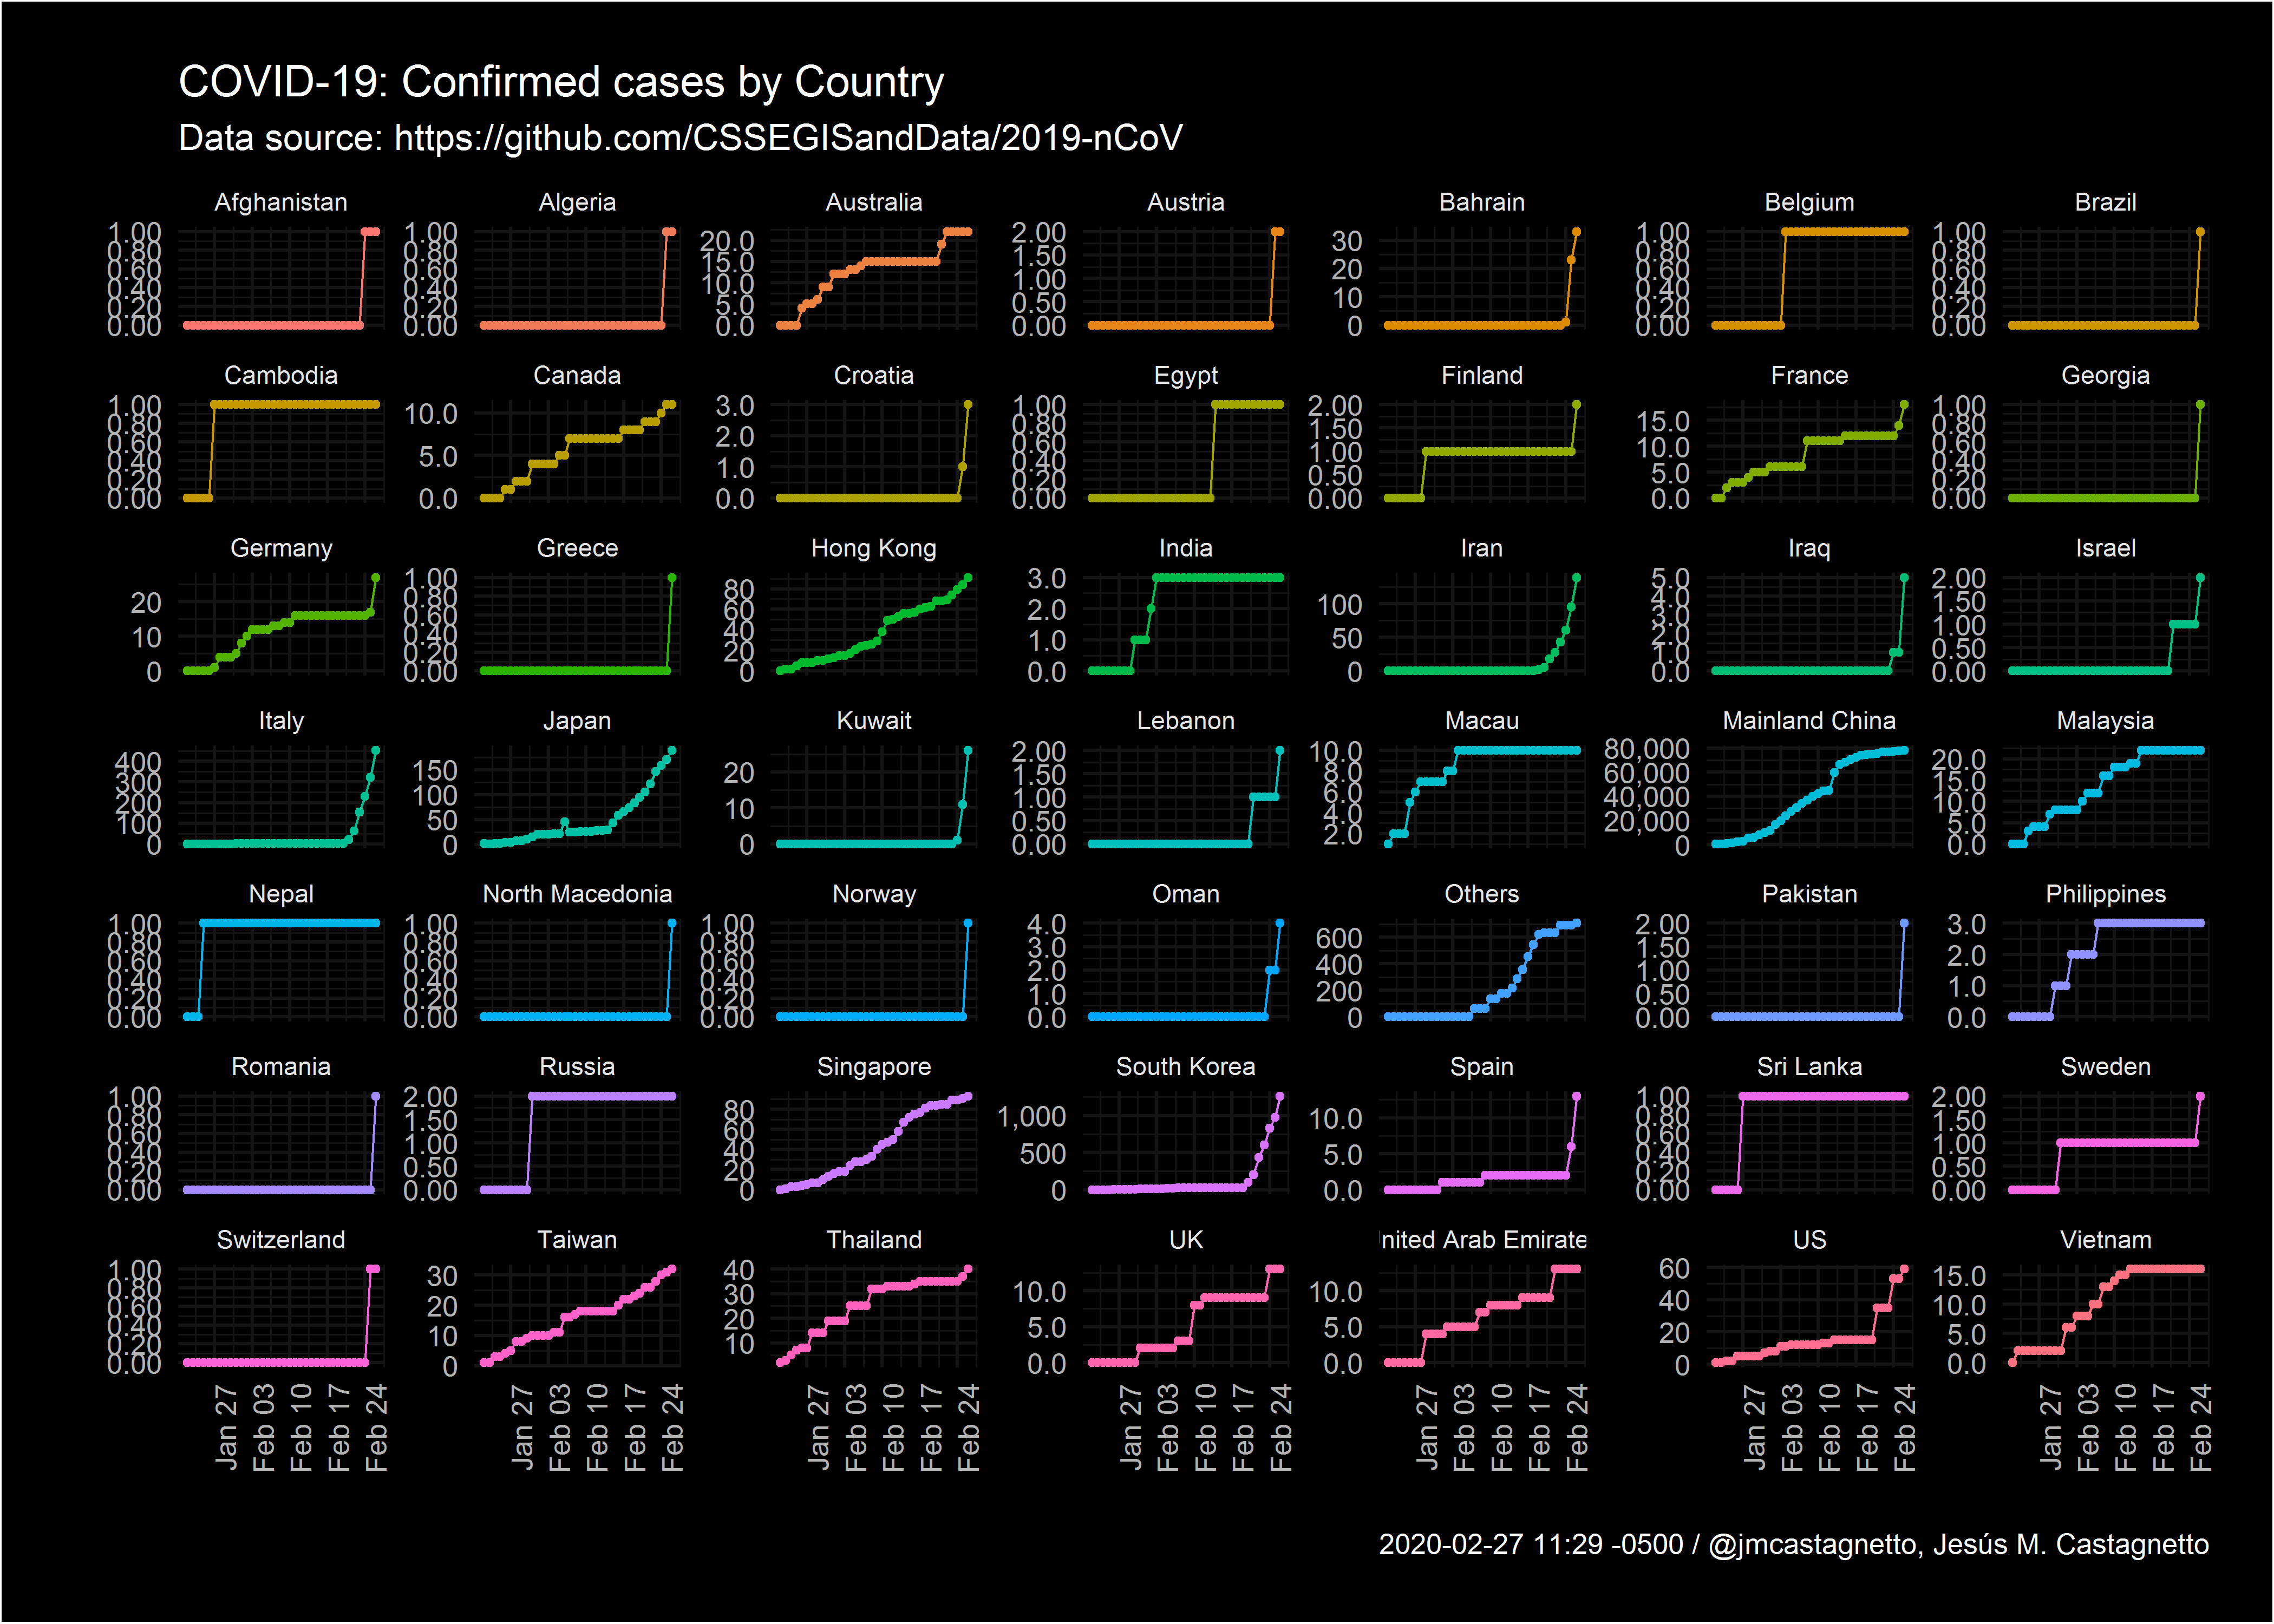 COVID-19: Confirmed cases by Country
Data source: https://github.com/CSSEGISandData/2019-nCoV
Afghanistan Algeria Australia Austria Bahrain Belgium Brazil
1.00 0.80 0.60 0.40 0.20 0.00
1.00 0.80 0.60 0.40 0.20 0.00
20.0 15.0 10.0 5.0 0.0
2.00 1.50 1.00 0.50 0.00
30 20 10 0
1.00 0.80 0.60 0.40 0.20 0.00
1.00 0.80 0.60 0.40 0.20 0.00
Cambodia Canada Croatia Egypt Finland France Georgia
1.00 0.80 0.60 0.40 0.20 0.00
10.0 5.0 0.0
3.0 2.0 1.0 0.0
1.00 0.80 0.60 0.40 0.20 0.00
2.00 1.50 1.00 0.50 0.00
15.0 10.0 5.0 0.0
1.00 0.80 0.60 0.40 0.20 0.00
Germany Greece Hong Kong India Iran Iraq Israel
20 10 0
1.00 0.80 0.60 0.40 0.20 0.00
80 60 40 20 0
3.0 2.0 1.0 0.0
100 50 0
5.0 4.0 3.0 2.0 1.0 0.0
2.00 1.50 1.00 0.50 0.00
Italy Japan Kuwait Lebanon Macau Mainland China Malaysia
400 300 200 100 0
150 100 50 0
20 10 0
2.00 1.50 1.00 0.50 0.00
10.0 8.0 6.0 4.0 2.0
80,000 60,000 40,000 20,000 0
20.0 15.0 10.0 5.0 0.0
Nepal North Macedonia Norway Oman Others Pakistan Philippines
1.00 0.80 0.60 0.40 0.20 0.00
1.00 0.80 0.60 0.40 0.20 0.00
1.00 0.80 0.60 0.40 0.20 0.00
4.0 3.0 2.0 1.0 0.0
600 400 200 0
2.00 1.50 1.00 0.50 0.00
3.0 2.0 1.0 0.0
Romania Russia Singapore South Korea Spain Sri Lanka Sweden
1.00 0.80 0.60 0.40 0.20 0.00
2.00 1.50 1.00 0.50 0.00
80 60 40 20 0
1,000 500 0
10.0 5.0 0.0
1.00 0.80 0.60 0.40 0.20 0.00
2.00 1.50 1.00 0.50 0.00
Switzerland Taiwan Thailand UK nited Arab Emirate US Vietnam
1.00 0.80 0.60 0.40 0.20 0.00
30 20 10 0
40 30 20 10
10.0 5.0 0.0
10.0 5.0 0.0
60 40 20 0
15.0 10.0 5.0 0.0
Jan 27 Feb 03 Feb 10 Feb 17 Feb 24
Jan 27 Feb 03 Feb 10 Feb 17 Feb 24
Jan 27 Feb 03 Feb 10 Feb 17 Feb 24
Jan 27 Feb 03 Feb 10 Feb 17 Feb 24
Jan 27 Feb 03 Feb 10 Feb 17 Feb 24
Jan 27 Feb 03 Feb 10 Feb 17 Feb 24
Jan 27 Feb 03 Feb 10 Feb 17 Feb 24
2020-02-27 11:29 -0500 / @jmcastagnetto, Jesús M. Castagnetto